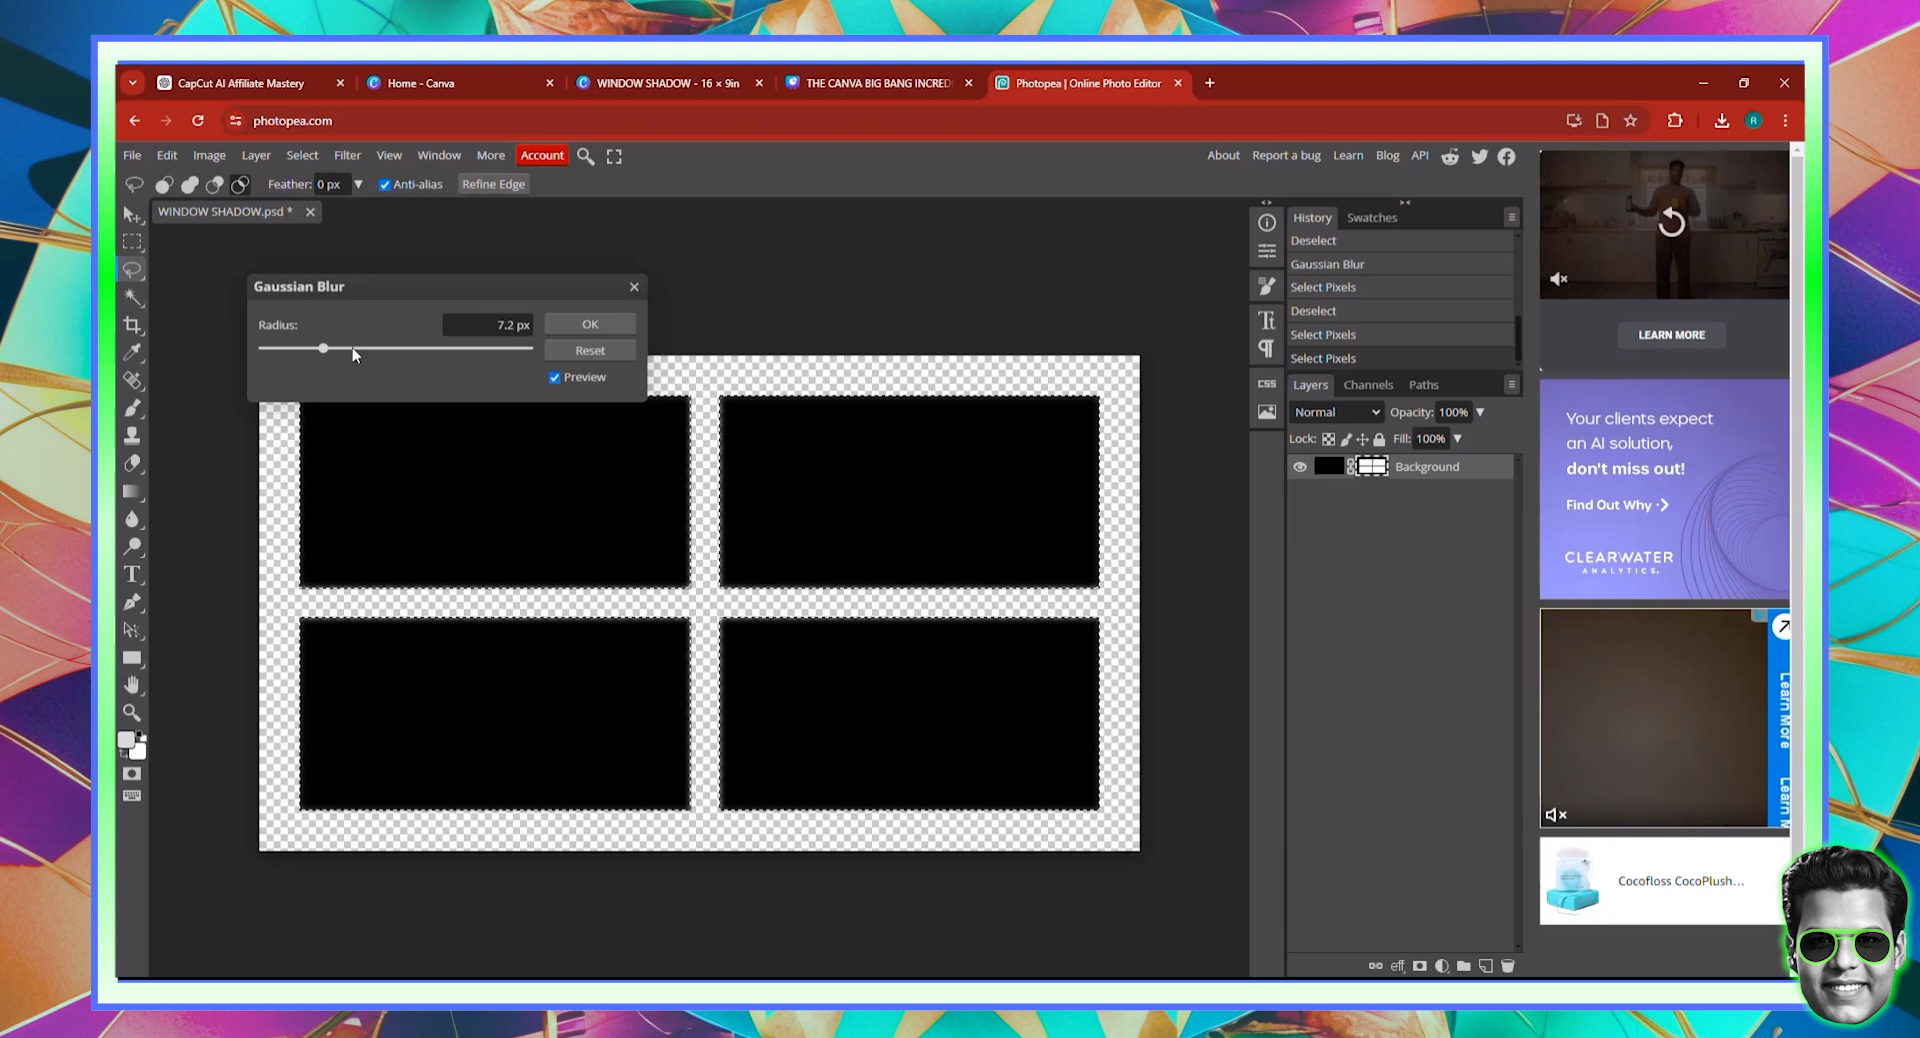 CapCut AI Affiliate Mastery
Home - Canva
WINDOW SHADOW - 16 × 9in
THE CANVA BIG BANG INCRED
Photopea | Online Photo Editor
photopea.com
R
File Edit Image Layer Select Filter View Window More Account
About Report a bug Learn Blog API
Feather: 0 px Anti-alias Refine Edge
WINDOW SHADOW.psd *
Gaussian Blur
Radius: 7.2 px OK
Reset
Preview
History Swatches
Deselect
Gaussian Blur
Select Pixels
Deselect
Select Pixels
Select Pixels
CSS
Layers Channels Paths
Normal Opacity: 100%
Lock: Fill: 100%
Background
eff
LEARN MORE
Your clients expect
an AI solution,
don't miss out!
Find Out Why
CLEARWATER
ANALYTICS.
Learn More
Learn M
Cocofloss CocoPlush...